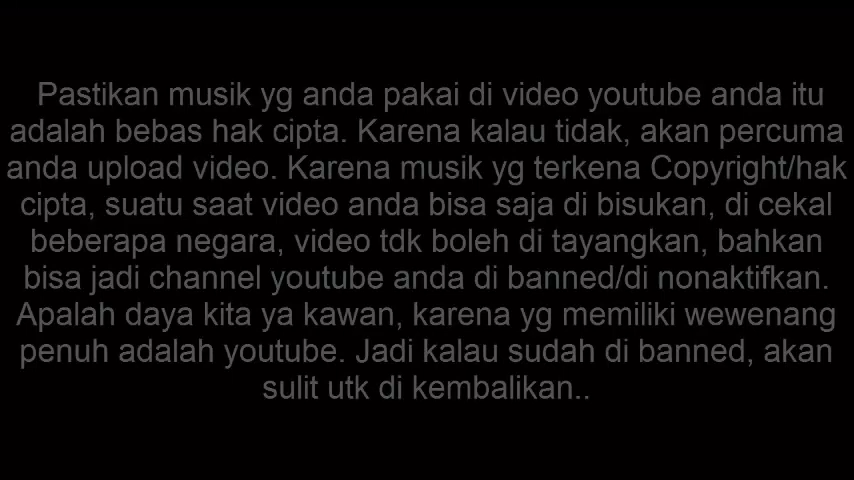 Pastikan musik yg anda pakai di video youtube anda itu
adalah bebas hak cipta. Karena kalau tidak, akan percuma
anda upload video. Karena musik yg terkena Copyright/hak
cipta, suatu saat video anda bisa saja di bisukan, di cekal
beberapa negara, video tdk boleh di tayangkan, bahkan
bisa jadi channel youtube anda di banned/di nonaktifkan.
Apalah daya kita ya kawan, karena yg memiliki wewenang
penuh adalah youtube. Jadi kalau sudah di banned, akan
sulit utk di kembalikan..